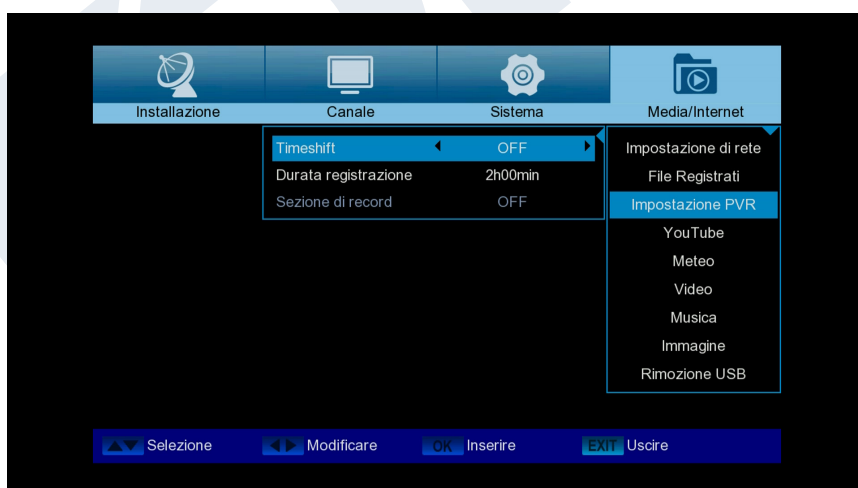 Installazione Canale Sistema Media/Internet
Timeshift OFF
Durata registrazione 2h00min
Sezione di record OFF
Impostazione di rete
File Registrati
Impostazione PVR
YouTube
Meteo
Video
Musica
Immagine
Rimozione USB
Selezione Modificare OK Inserire EXIT Uscire